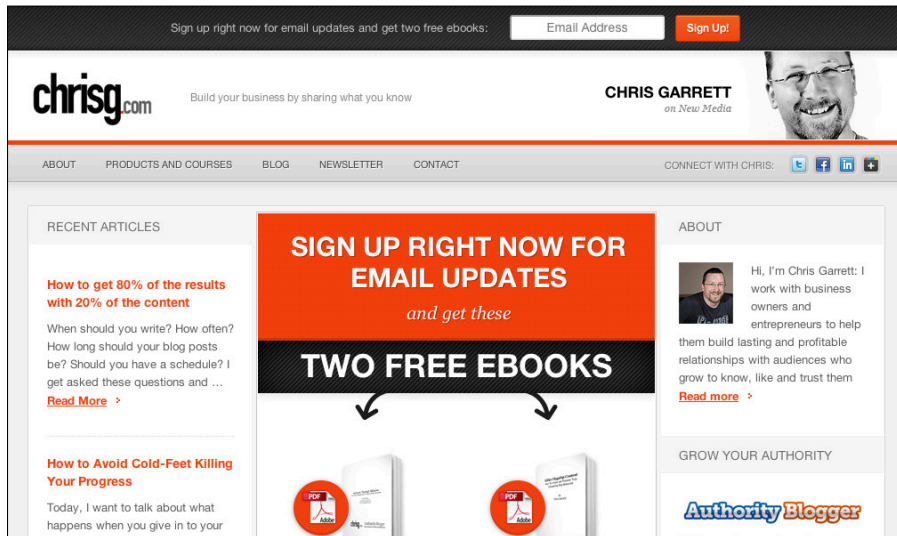 Sign up right now for email updates and get two free ebooks:
Email Address
Sign Up!
chrisg.com
Build your business by sharing what you know
CHRIS GARRETT
on New Media
ABOUT
PRODUCTS AND COURSES
BLOG
NEWSLETTER
CONTACT
CONNECT WITH CHRIS:
RECENT ARTICLES
How to get 80% of the results
with 20% of the content
When should you write? How often?
How long should your blog posts
be? Should you have a schedule? I
get asked these questions and …
Read More
How to Avoid Cold-Feet Killing
Your Progress
Today, I want to talk about what
happens when you give in to your
SIGN UP RIGHT NOW FOR
EMAIL UPDATES
and get these
TWO FREE EBOOKS
PDF
Adobe
PDF
Adobe
ABOUT
Hi, I'm Chris Garrett: I
work with business
owners and
entrepreneurs to help
them build lasting and profitable
relationships with audiences who
grow to know, like and trust them
Read more
GROW YOUR AUTHORITY
Authority Blogger